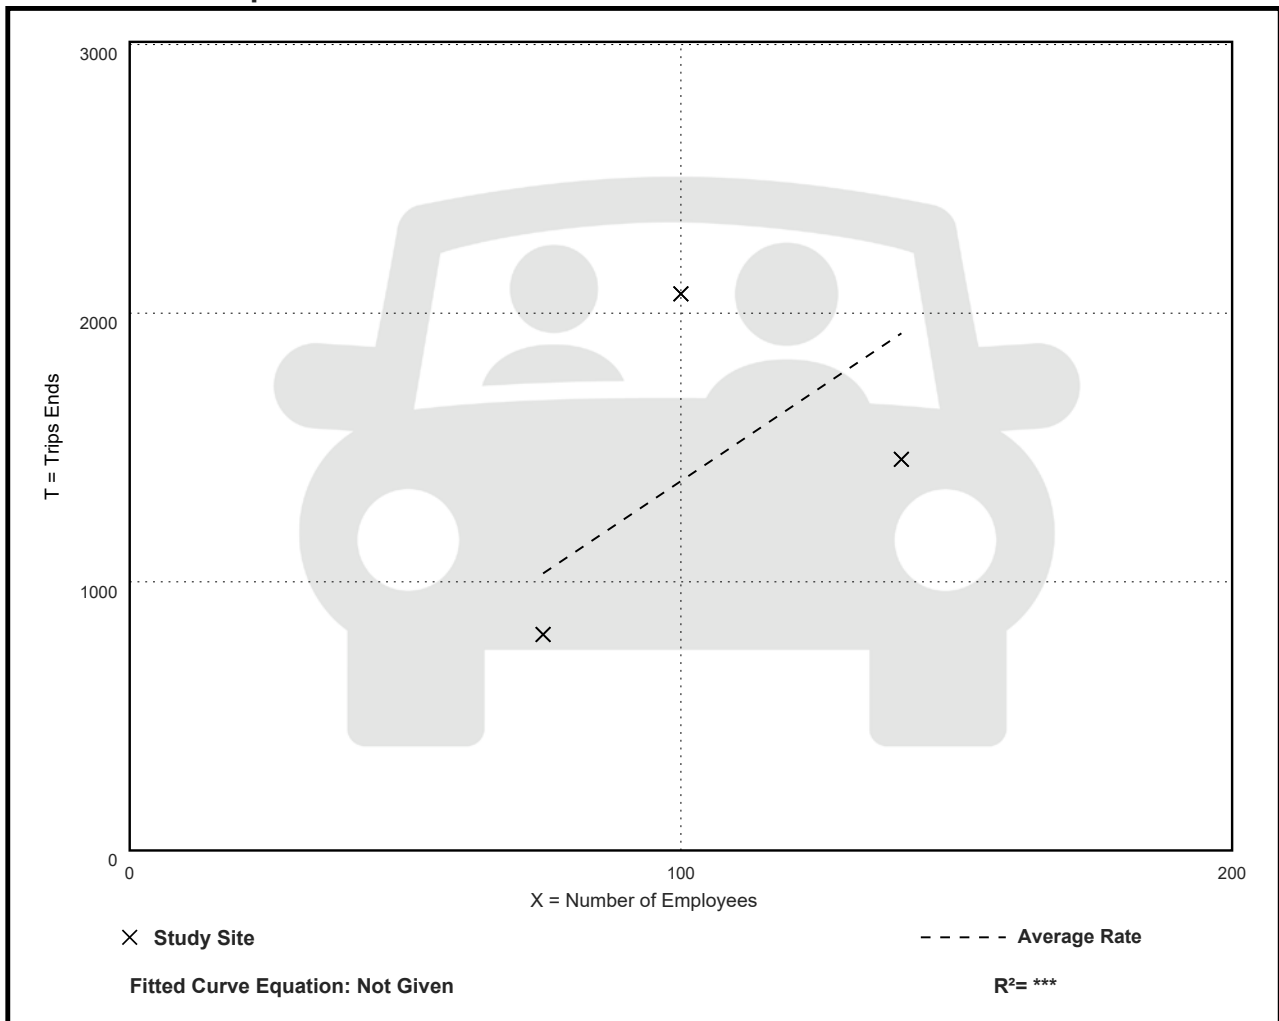 3000
2000
1000
0
T = Trips Ends
0 100 200
X = Number of Employees
Study Site
Average Rate
Fitted Curve Equation: Not Given
R²= ***